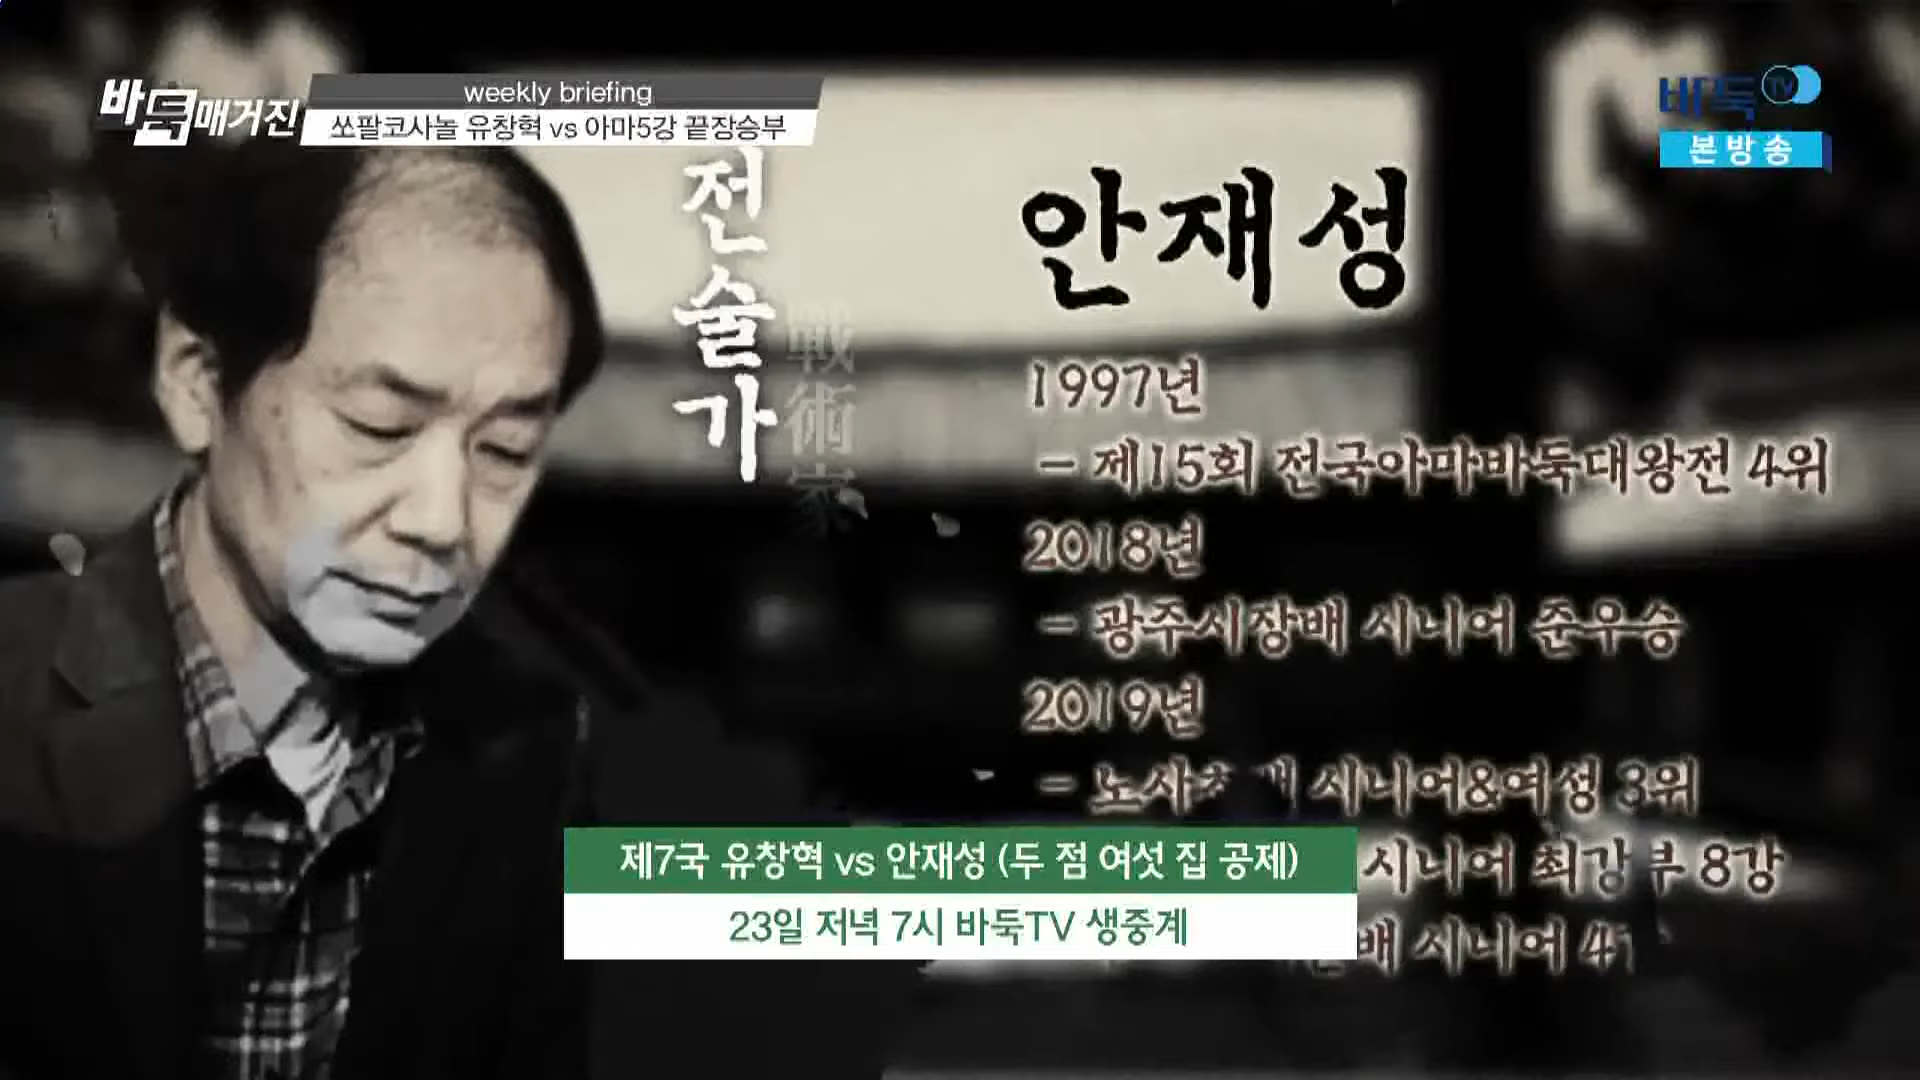 바둑매거진
weekly briefing
쏘팔코사놀 유창혁 vs 아마5강 끝장승부
바둑TV
본방송
전술가
戰術家
안재성
1997년
- 제15회 전국아마바둑대왕전 4위
2018년
- 광주시장배 시니어 준우승
2019년
- 노사 시니어&여성 3위
시니어 최강부 8강
시니어
제7국 유창혁 vs 안재성 (두 점 여섯 집 공제)
23일 저녁 7시 바둑TV 생중계